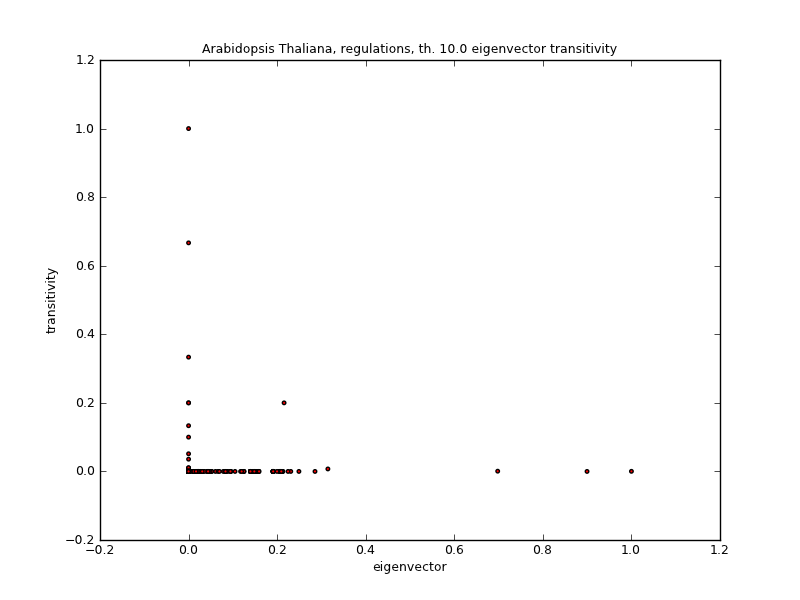 Arabidopsis Thaliana, regulations, th. 10.0 eigenvector transitivity
1.2
1.0
0.8
0.6
0.4
0.2
0.0
−0.2
transitivity
−0.2 0.0 0.2 0.4 0.6 0.8 1.0 1.2
eigenvector